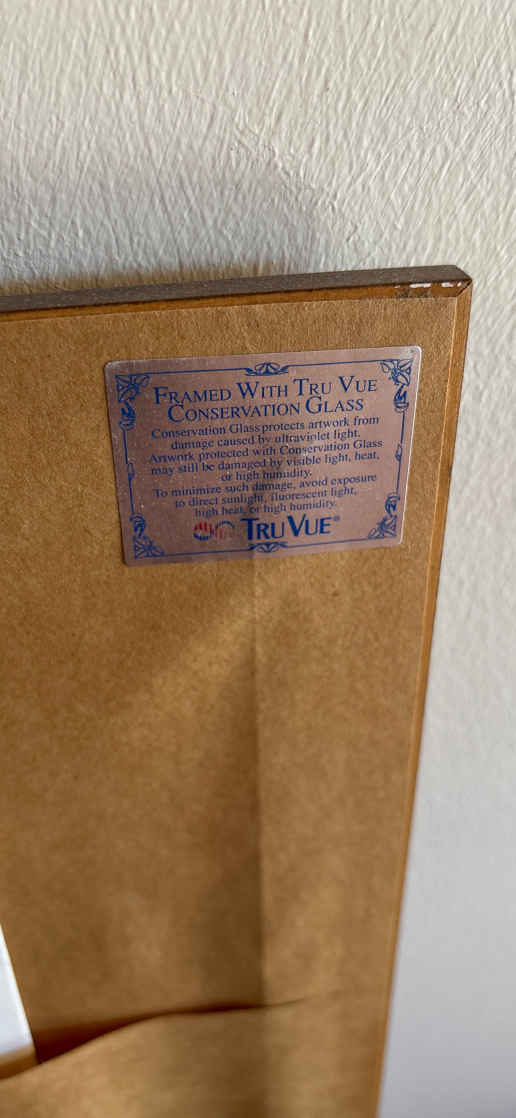 FRAMED WITH TRU VUE
CONSERVATION GLASS
Conservation Glass protects artwork from
damage caused by ultraviolet light.
Artwork protected with Conservation Glass
may still be damaged by visible light, heat,
or high humidity.
To minimize such damage, avoid exposure
to direct sunlight, fluorescent light,
high heat, or high humidity.
TRU VUE®